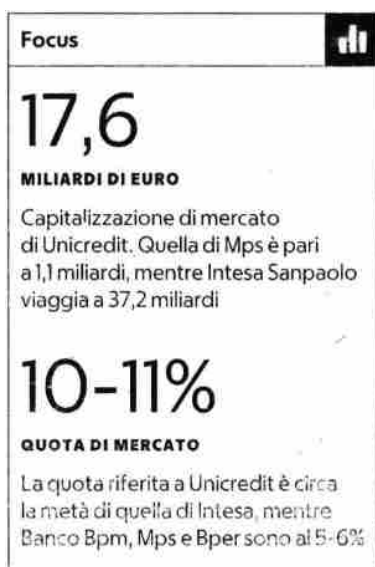 Focus
17,6
MILIARDI DI EURO
Capitalizzazione di mercato
di Unicredit. Quella di Mps è pari
a 1,1 miliardi, mentre Intesa Sanpaolo
viaggia a 37,2 miliardi
10-11%
QUOTA DI MERCATO
La quota riferita a Unicredit è circa
la metà di quella di Intesa, mentre
Banco Bpm, Mps e Bper sono al 5-6%